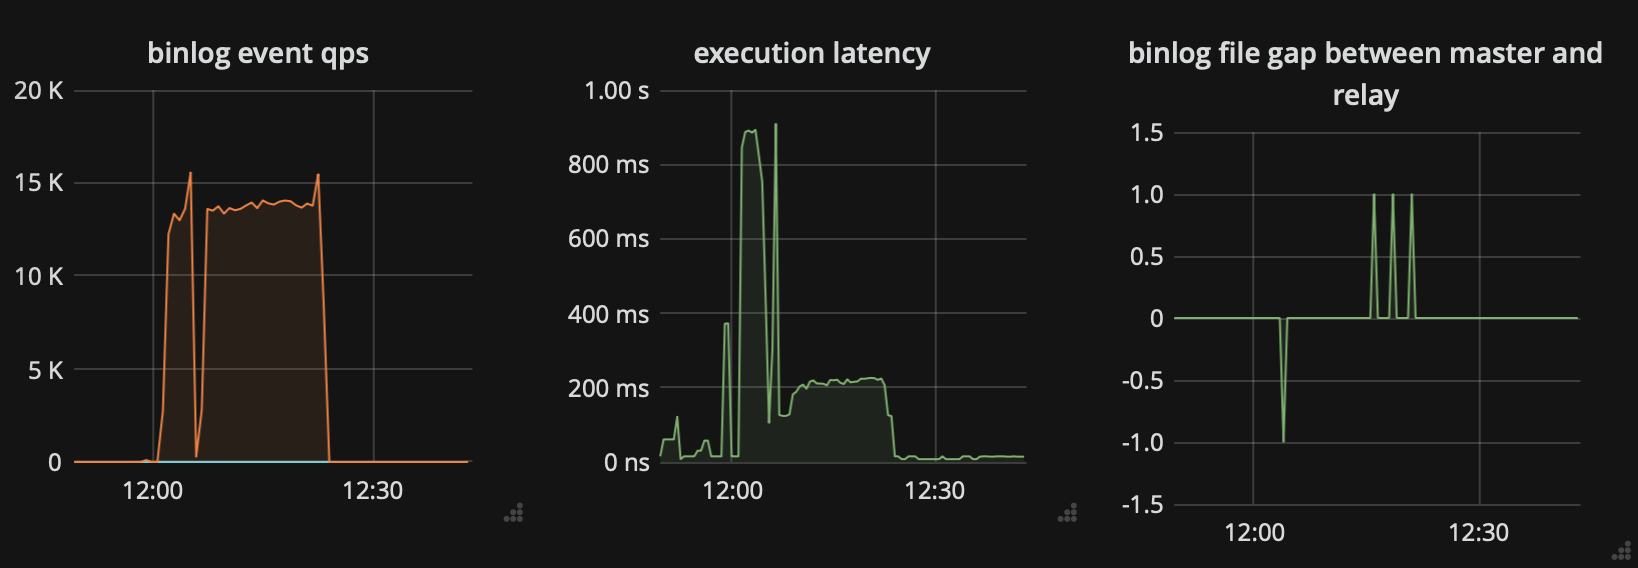 binlog event qps
20 K
15 K
10 K
5 K
0
12:00
12:30
execution latency
1.00 s
800 ms
600 ms
400 ms
200 ms
0 ns
12:00
12:30
binlog file gap between master and
relay
1.5
1.0
0.5
0
-0.5
-1.0
-1.5
12:00
12:30